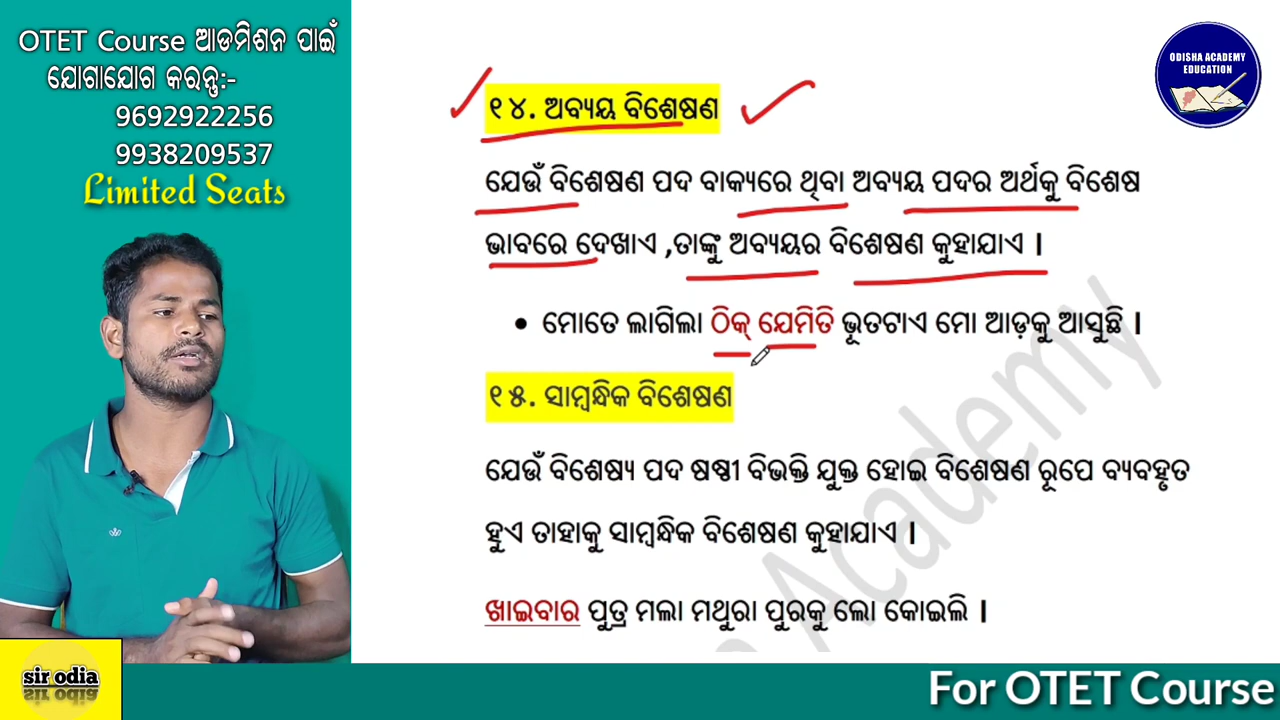 OTET Course ଆଡମିଶନ ପାଇଁ
ଯୋଗାଯୋଗ କରନ୍ତୁ:-
9692922256
9938209537
Limited Seats
ODISHA ACADEMY
EDUCATION
୧୪. ଅବ୍ୟୟ ବିଶେଷଣ
ଯେଉଁ ବିଶେଷଣ ପଦ ବାକ୍ୟରେ ଥିବା ଅବ୍ୟୟ ପଦର ଅର୍ଥକୁ ବିଶେଷ
ଭାବରେ ଦେଖାଏ ,ତାଙ୍କୁ ଅବ୍ୟୟର ବିଶେଷଣ କୁହାଯାଏ ।
• ମୋତେ ଲାଗିଲା ଠିକ୍ ଯେମିତି ଭୂତଟାଏ ମୋ ଆଡ଼କୁ ଆସୁଛି ।
୧୫. ସାମ୍ବନ୍ଧିକ ବିଶେଷଣ
ଯେଉଁ ବିଶେଷ୍ୟ ପଦ ଷଷ୍ଠୀ ବିଭକ୍ତି ଯୁକ୍ତ ହୋଇ ବିଶେଷଣ ରୂପେ ବ୍ୟବହୃତ
ହୁଏ ତାହାକୁ ସାମ୍ବନ୍ଧିକ ବିଶେଷଣ କୁହାଯାଏ ।
ଖାଇବାର ପୁତ୍ର ମଲା ମଥୁରା ପୁରକୁ ଲୋ କୋଇଲି ।
Academy
sir odia
For OTET Course